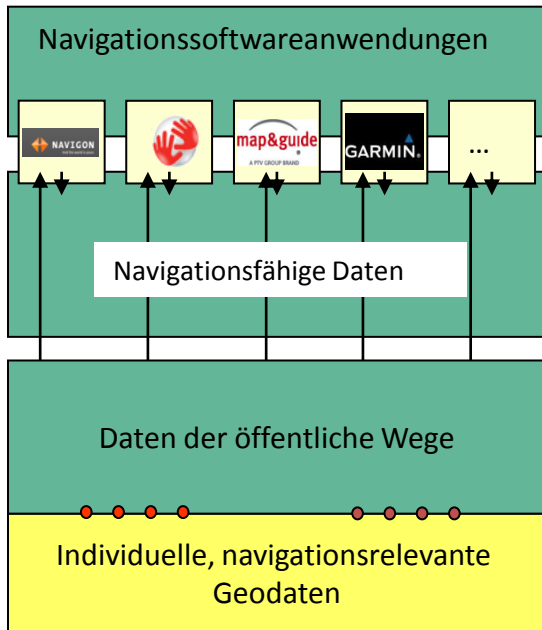 Navigationssoftwareanwendungen
NAVIGON
map&guide
A PTV GROUP BRAND
GARMIN.
...
Navigationsfähige Daten
Daten der öffentliche Wege
Individuelle, navigationsrelevante
Geodaten